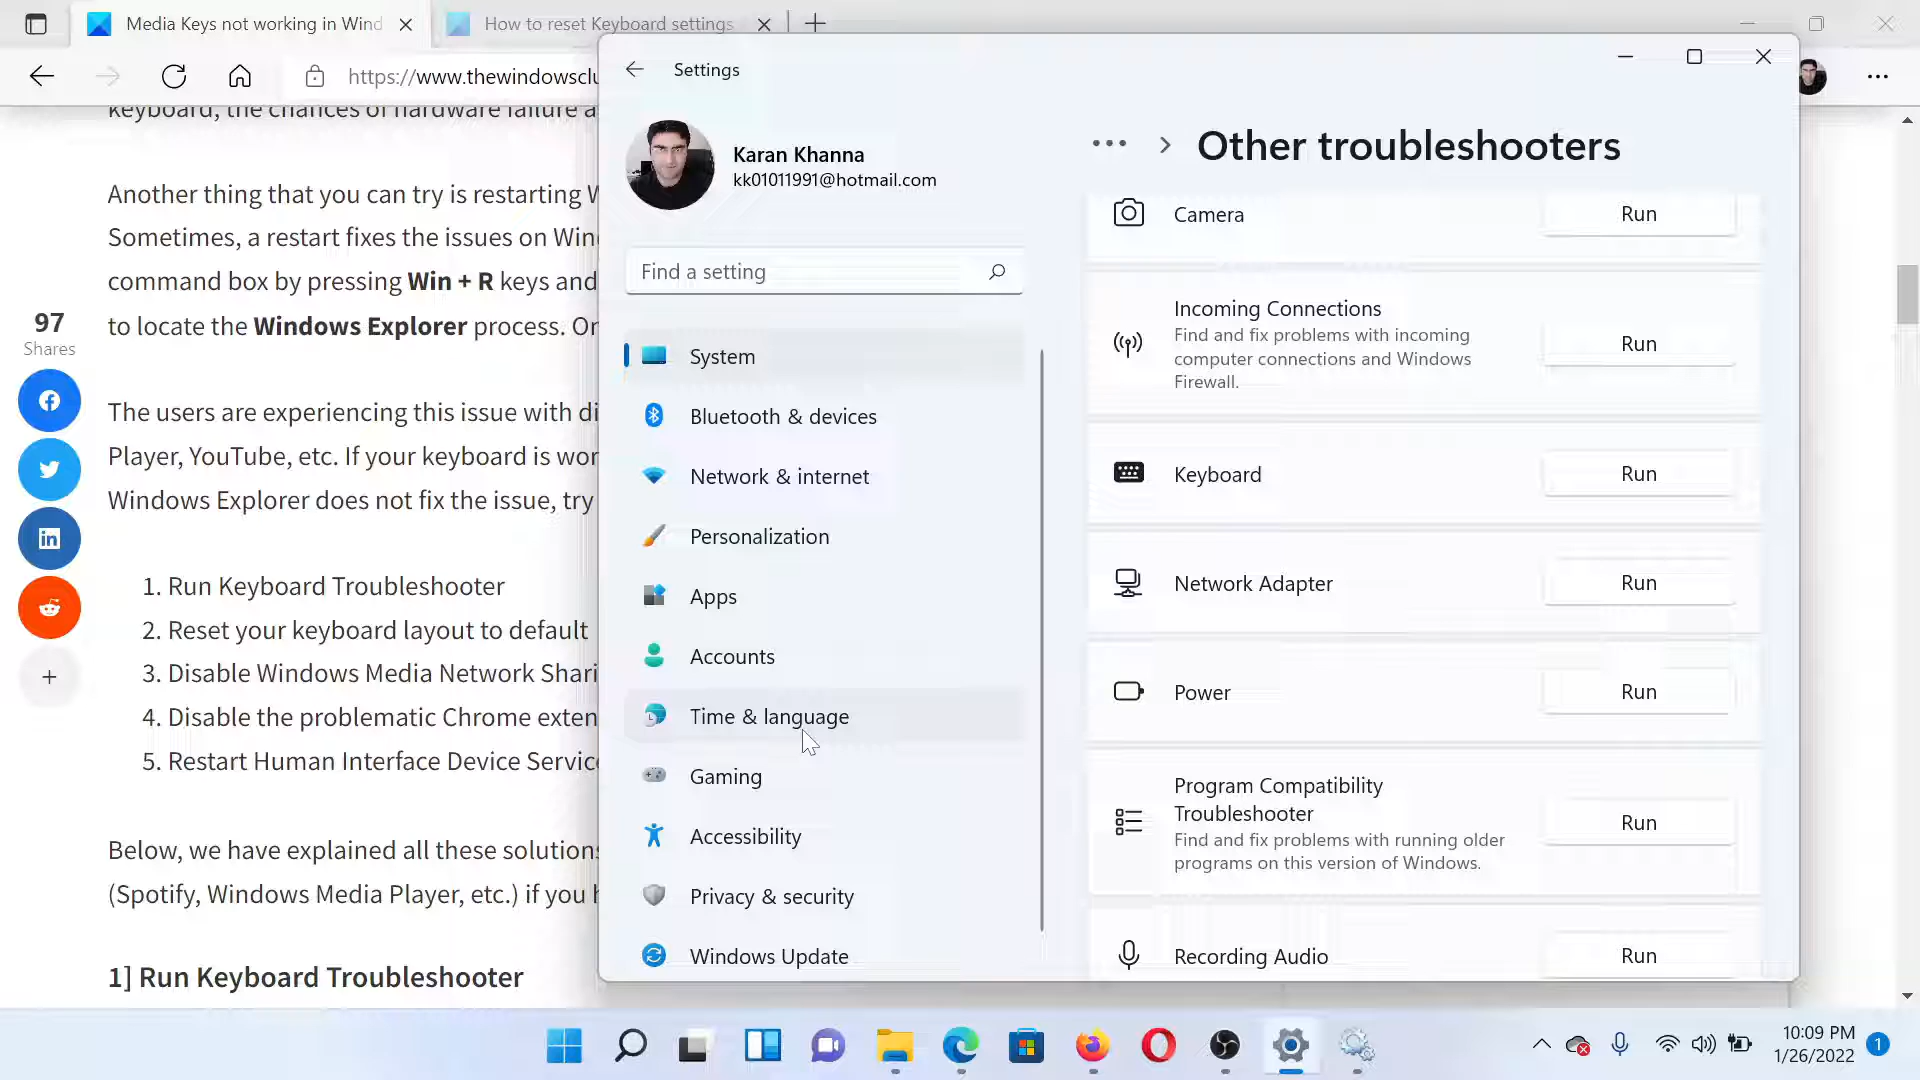 Media Keys not working in Wind
How to reset Keyboard settings
https://www.thewindowsclu
keyboard, the chances of hardware failure a
Another thing that you can try is restarting W
Sometimes, a restart fixes the issues on Win
command box by pressing Win + R keys and
to locate the Windows Explorer process. On
97
Shares
The users are experiencing this issue with di
Player, YouTube, etc. If your keyboard is wor
Windows Explorer does not fix the issue, try
1. Run Keyboard Troubleshooter
2. Reset your keyboard layout to default
3. Disable Windows Media Network Shari
4. Disable the problematic Chrome exten
5. Restart Human Interface Device Service
Below, we have explained all these solutions
(Spotify, Windows Media Player, etc.) if you h
1] Run Keyboard Troubleshooter
Settings
Karan Khanna
kk01011991@hotmail.com
Find a setting
System
Bluetooth & devices
Network & internet
Personalization
Apps
Accounts
Time & language
Gaming
Accessibility
Privacy & security
Windows Update
... > Other troubleshooters
Camera
Run
Incoming Connections
Find and fix problems with incoming
computer connections and Windows
Firewall.
Run
Keyboard
Run
Network Adapter
Run
Power
Run
Program Compatibility
Troubleshooter
Find and fix problems with running older
programs on this version of Windows.
Run
Recording Audio
Run
10:09 PM
1/26/2022
1